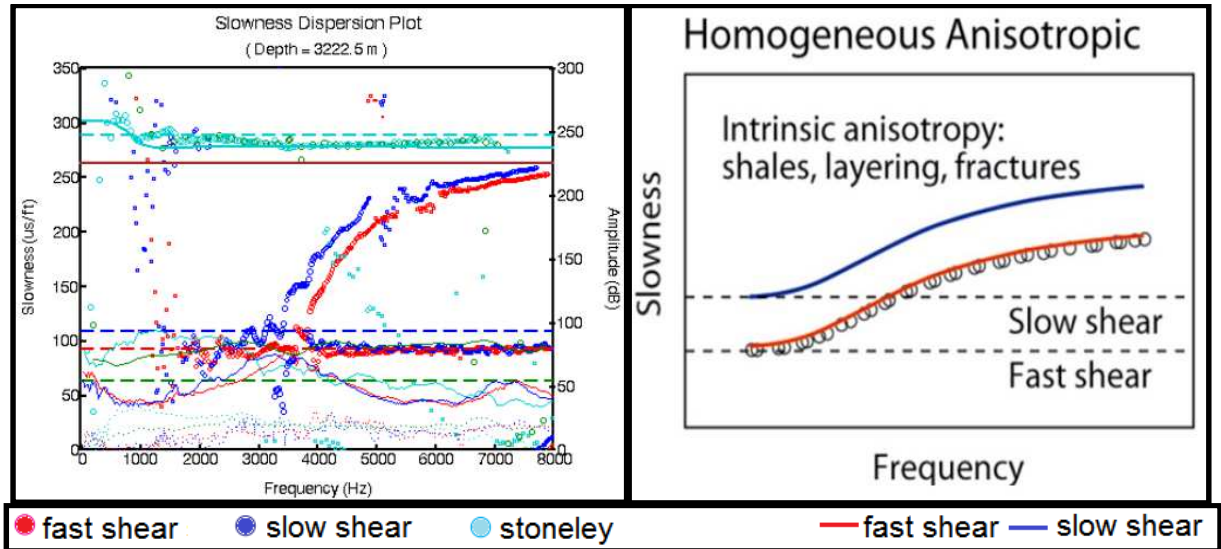 Slowness Dispersion Plot
( Depth = 3222.5 m )
350
300
250
200
150
100
50
0
Slowness (us/ft)
300
250
200
150
100
50
0
Amplitude (dB)
0 1000 2000 3000 4000 5000 6000 7000 8000
Frequency (Hz)
Homogeneous Anisotropic
Intrinsic anisotropy:
shales, layering, fractures
Slowness
Slow shear
Fast shear
Frequency
fast shear slow shear stoneley fast shear slow shear